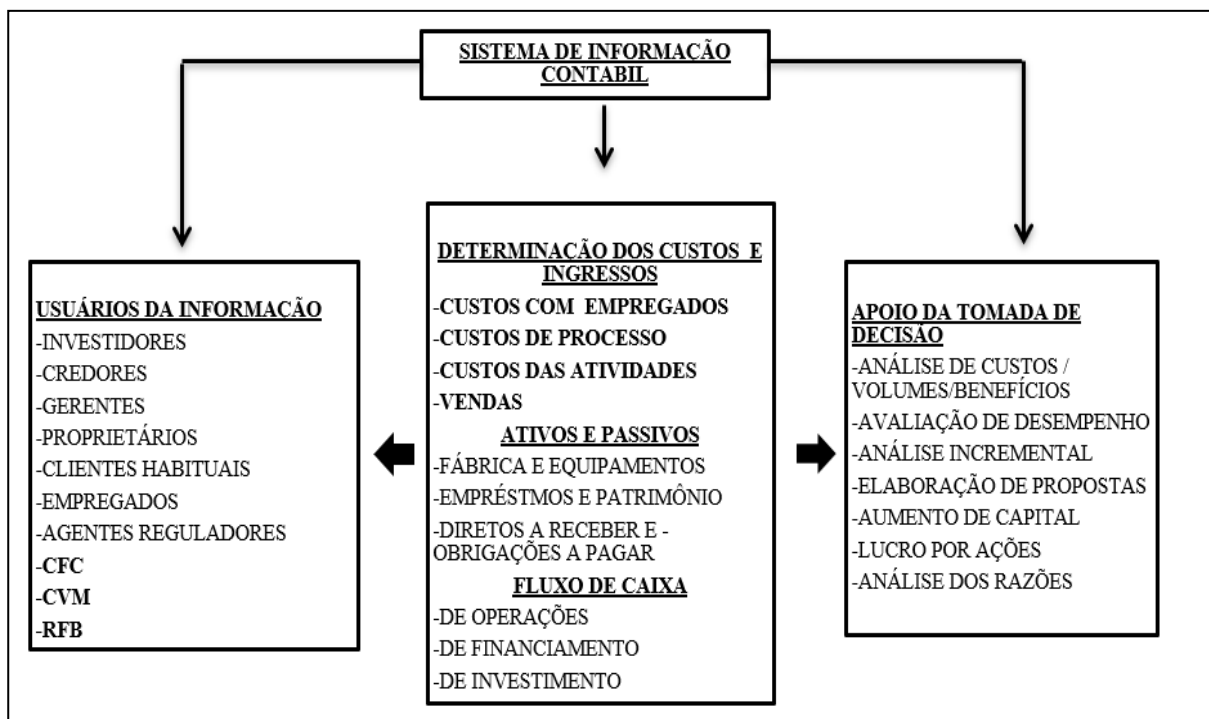 SISTEMA DE INFORMAÇÃO
CONTABIL
USUÁRIOS DA INFORMAÇÃO
-INVESTIDORES
-CREDORES
-GERENTES
-PROPRIETÁRIOS
-CLIENTES HABITUAIS
-EMPREGADOS
-AGENTES REGULADORES
-CFC
-CVM
-RFB
DETERMINAÇÃO DOS CUSTOS E
INGRESSOS
-CUSTOS COM EMPREGADOS
-CUSTOS DE PROCESSO
-CUSTOS DAS ATIVIDADES
-VENDAS
ATIVOS E PASSIVOS
-FÁBRICA E EQUIPAMENTOS
-EMPRÉSTMOS E PATRIMÔNIO
-DIRETOS A RECEBER E -
OBRIGAÇÕES A PAGAR
FLUXO DE CAIXA
-DE OPERAÇÕES
-DE FINANCIAMENTO
-DE INVESTIMENTO
APOIO DA TOMADA DE
DECISÃO
-ANÁLISE DE CUSTOS /
VOLUMES/BENEFÍCIOS
-AVALIAÇÃO DE DESEMPENHO
-ANÁLISE INCREMENTAL
-ELABORAÇÃO DE PROPOSTAS
-AUMENTO DE CAPITAL
-LUCRO POR AÇÕES
-ANÁLISE DOS RAZÕES